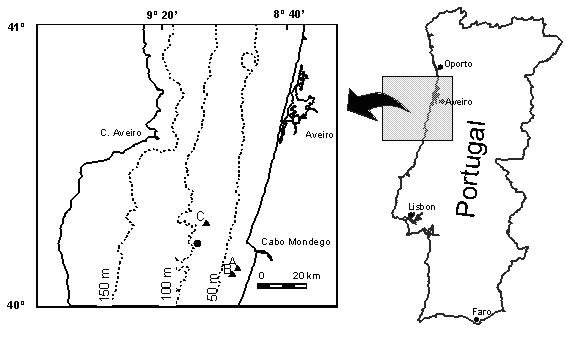 9° 20'
8° 40'
41°
Oporto
C. Aveiro
Aveiro
Aveiro
Portugal
Lisbon
C
Cabo Mondego
A
B
0 20 km
150 m
100 m
50 m
40°
Faro